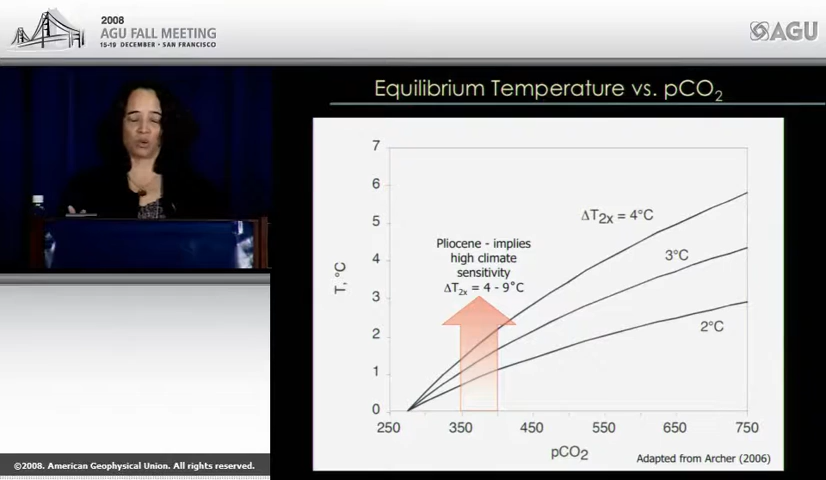 2008
AGU FALL MEETING
15-19 DECEMBER - SAN FRANCISCO
AGU
Equilibrium Temperature vs. pCO₂
7
6
5
4
3
2
1
0
T, °C
ΔT₂ₓ = 4°C
3°C
2°C
Pliocene - implies
high climate
sensitivity
ΔT₂ₓ = 4 - 9°C
250
350
450
550
650
750
pCO₂
Adapted from Archer (2006)
©2008. American Geophysical Union. All rights reserved.